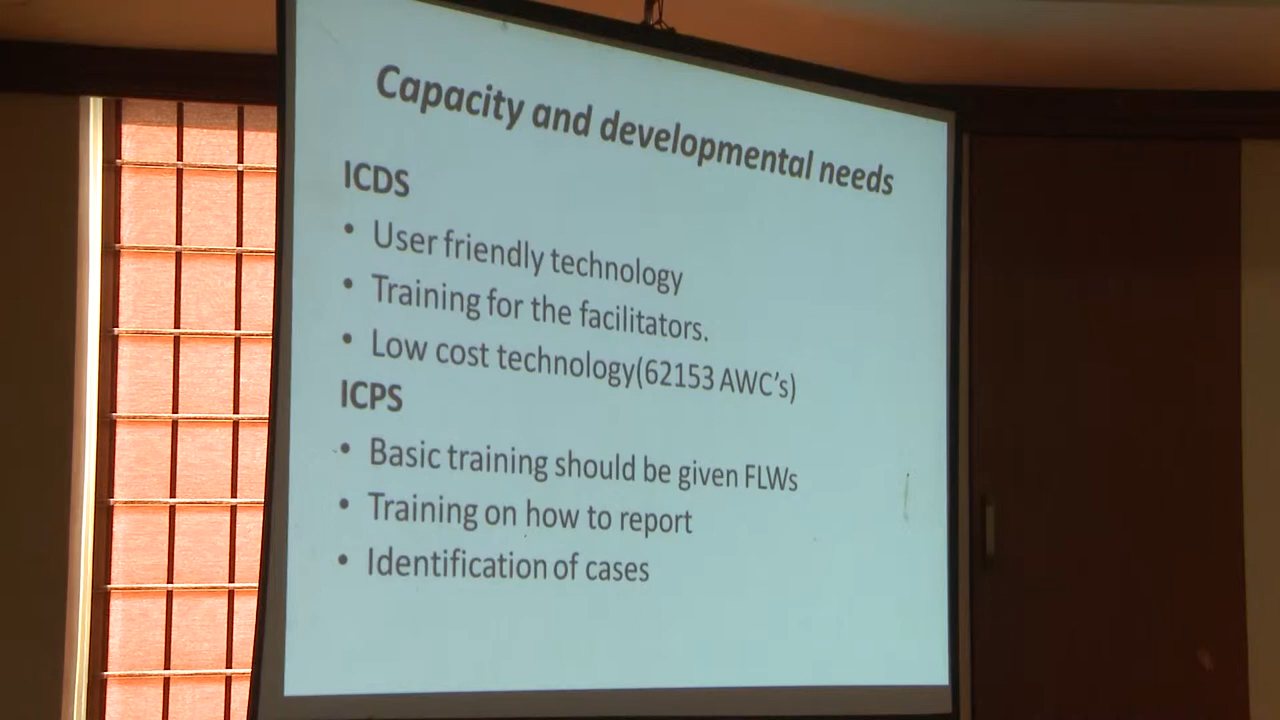 Capacity and developmental needs
ICDS
• User friendly technology
• Training for the facilitators.
• Low cost technology(62153 AWC's)
ICPS
• Basic training should be given FLWs
• Training on how to report
• Identification of cases